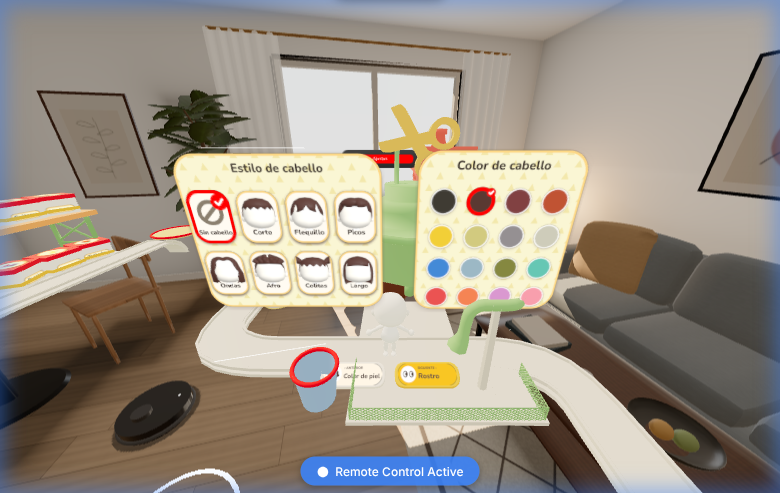 Estilo de cabello
Color de cabello
Sin cabello
Corto
Flequillo
Picos
Ondas
Afro
Colitas
Largo
Color de piel
Rostro
Remote Control Active